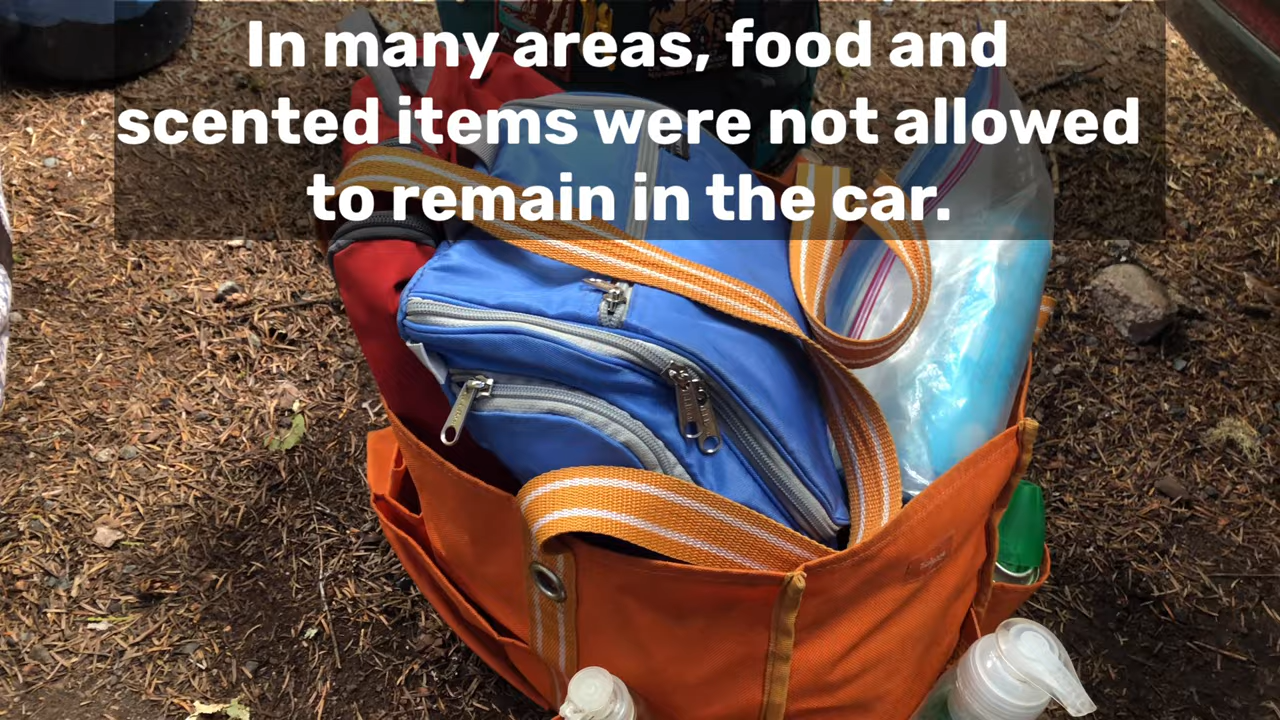 In many areas, food and
scented items were not allowed
to remain in the car.